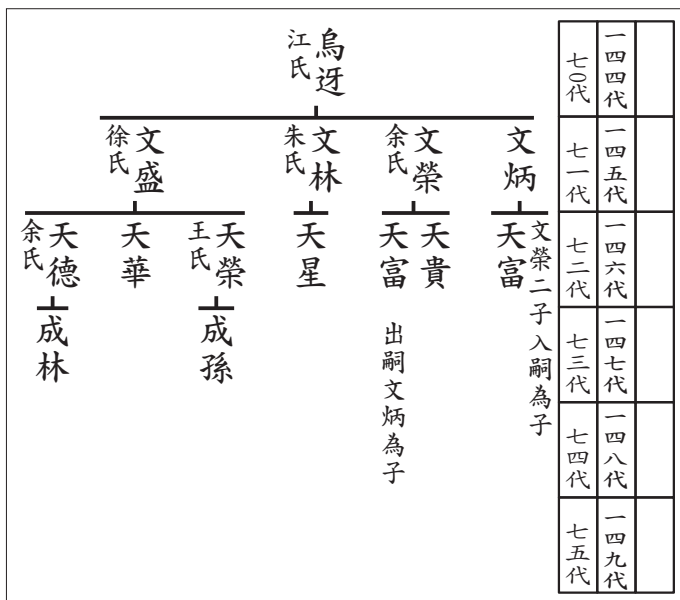 一四四代
七〇代
一四五代
七一代
一四六代
七二代
一四七代
七三代
一四八代
七四代
一四九代
七五代
烏迓
江氏
文炳
文榮
余氏
文林
朱氏
文盛
徐氏
文榮二子入嗣為子
天富
天貴
天富
出嗣文炳為子
天星
天榮
王氏
天華
天德
余氏
成孫
成林